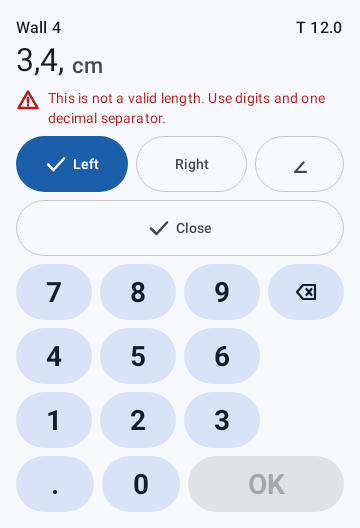 Wall 4 T 12.0
3,4, cm
This is not a valid length. Use digits and one
decimal separator.
Left Right ∠
Close
7 8 9
4 5 6
1 2 3
. 0 OK